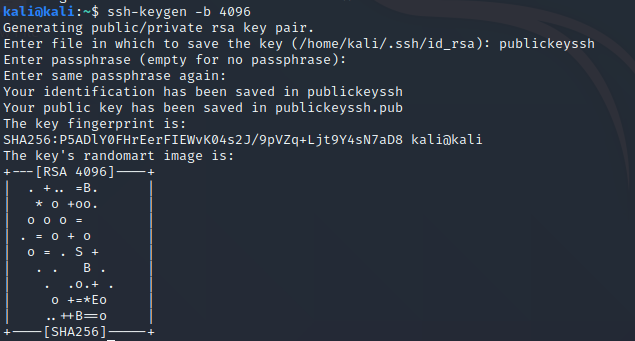 kali@kali:~$ ssh-keygen -b 4096
Generating public/private rsa key pair.
Enter file in which to save the key (/home/kali/.ssh/id_rsa): publickeyssh
Enter passphrase (empty for no passphrase):
Enter same passphrase again:
Your identification has been saved in publickeyssh
Your public key has been saved in publickeyssh.pub
The key fingerprint is:
SHA256:P5ADlY0FHrEerFIEWvK04s2J/9pVZq+Ljt9Y4sN7aD8 kali@kali
The key's randomart image is:
+---[RSA 4096]----+
|  . +.. =B.      |
|   * o +oo.      |
|  o o o =        |
| . = o + o       |
|  o = . S +      |
|   . .   B .     |
|    .  .o.+ .    |
|     o +=*Eo     |
|    ..++B==o     |
+----[SHA256]-----+